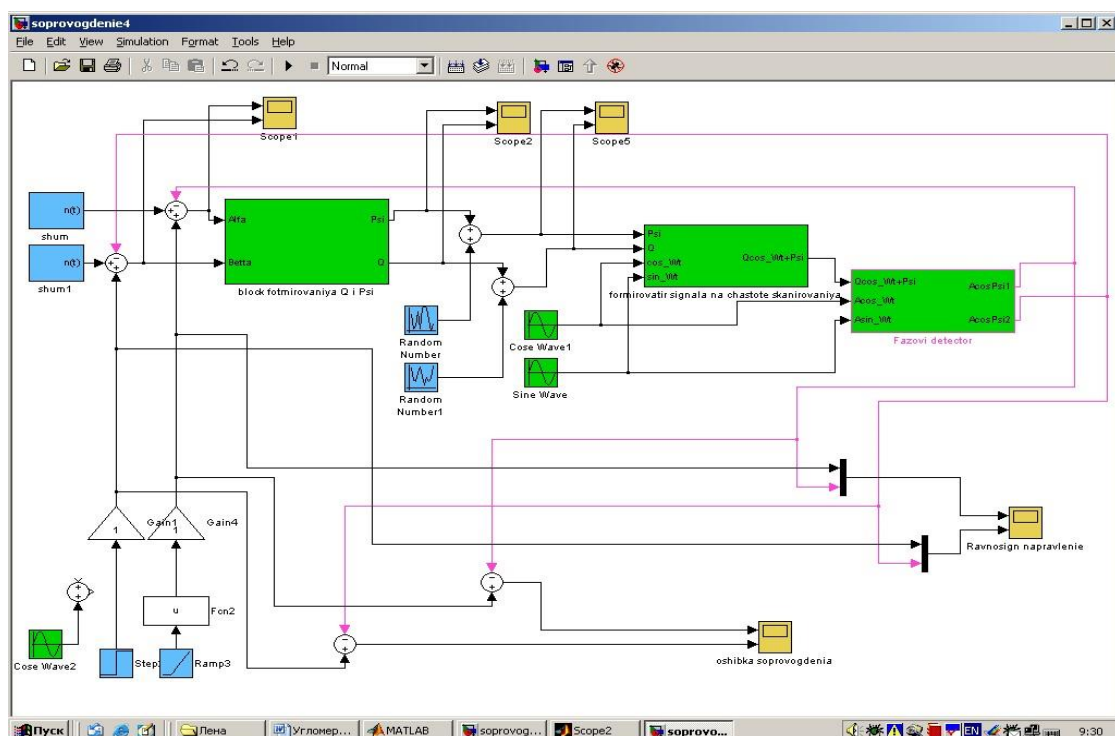 soprovogdenie4
File Edit View Simulation Format Tools Help
Normal
Scope1
Scope2
Scope5
n(t)
shum
n(t)
shum1
Alfa
Psi
Betta
Q
block fotmirovaniya Q i Psi
Psi
Q
cos_Wt
sin_Wt
Qcos_Wt+Psi
formirovatir signala na chastote skanirovaniya
Qcos_Wt+Psi
Acos_Wt
Asin_Wt
AcosPsi1
AcosPsi2
Fazovi detector
Random
Number
Random
Number1
Cose Wave1
Sine Wave
1
Gain1
1
Gain4
Ravnosign napravlenie
u
Fcn2
Cose Wave2
Step
Ramp3
oshibka soprovogdenia
Пуск
Лена
Угломер...
MATLAB
soprovog...
Scope2
soprovo...
EN
9:30